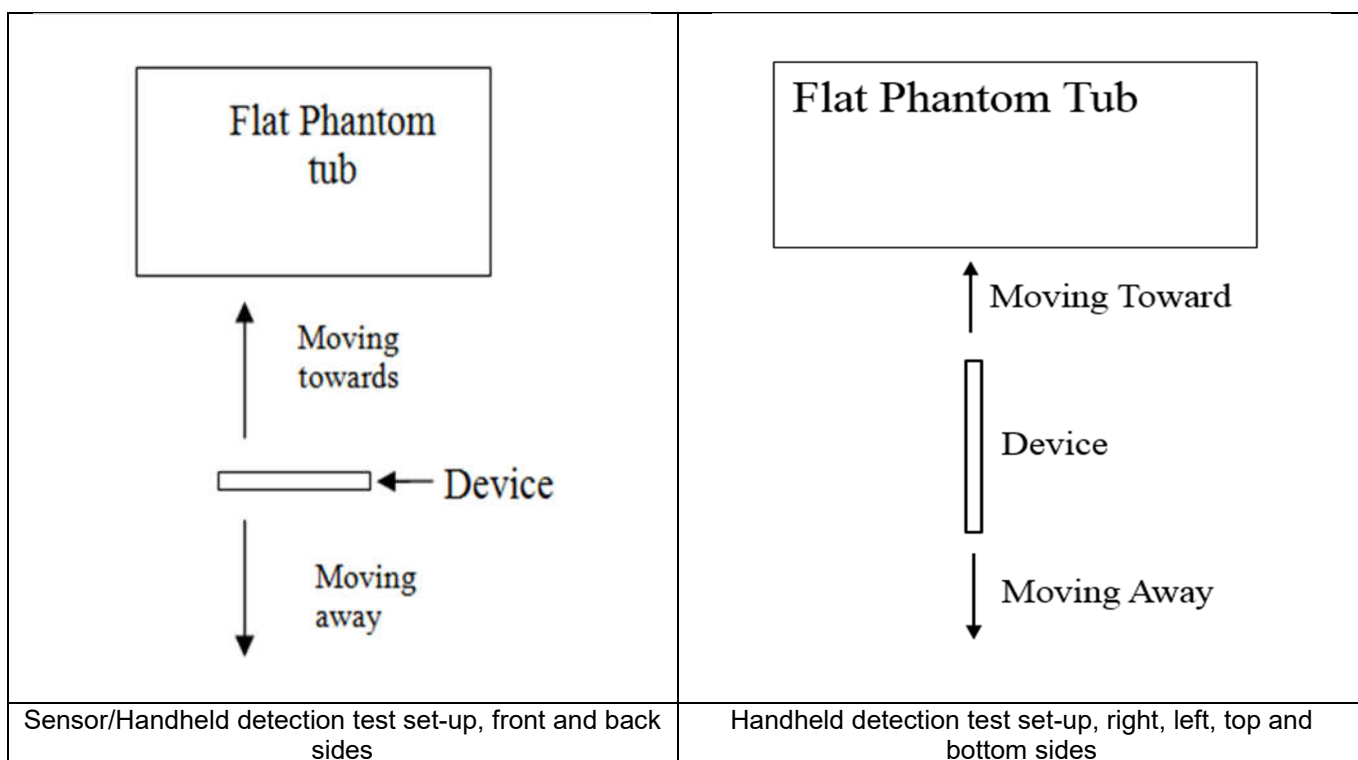 Flat Phantom
tub
Moving
towards
Device
Moving
away
Sensor/Handheld detection test set-up, front and back
sides
Flat Phantom Tub
Moving Toward
Device
Moving Away
Handheld detection test set-up, right, left, top and
bottom sides